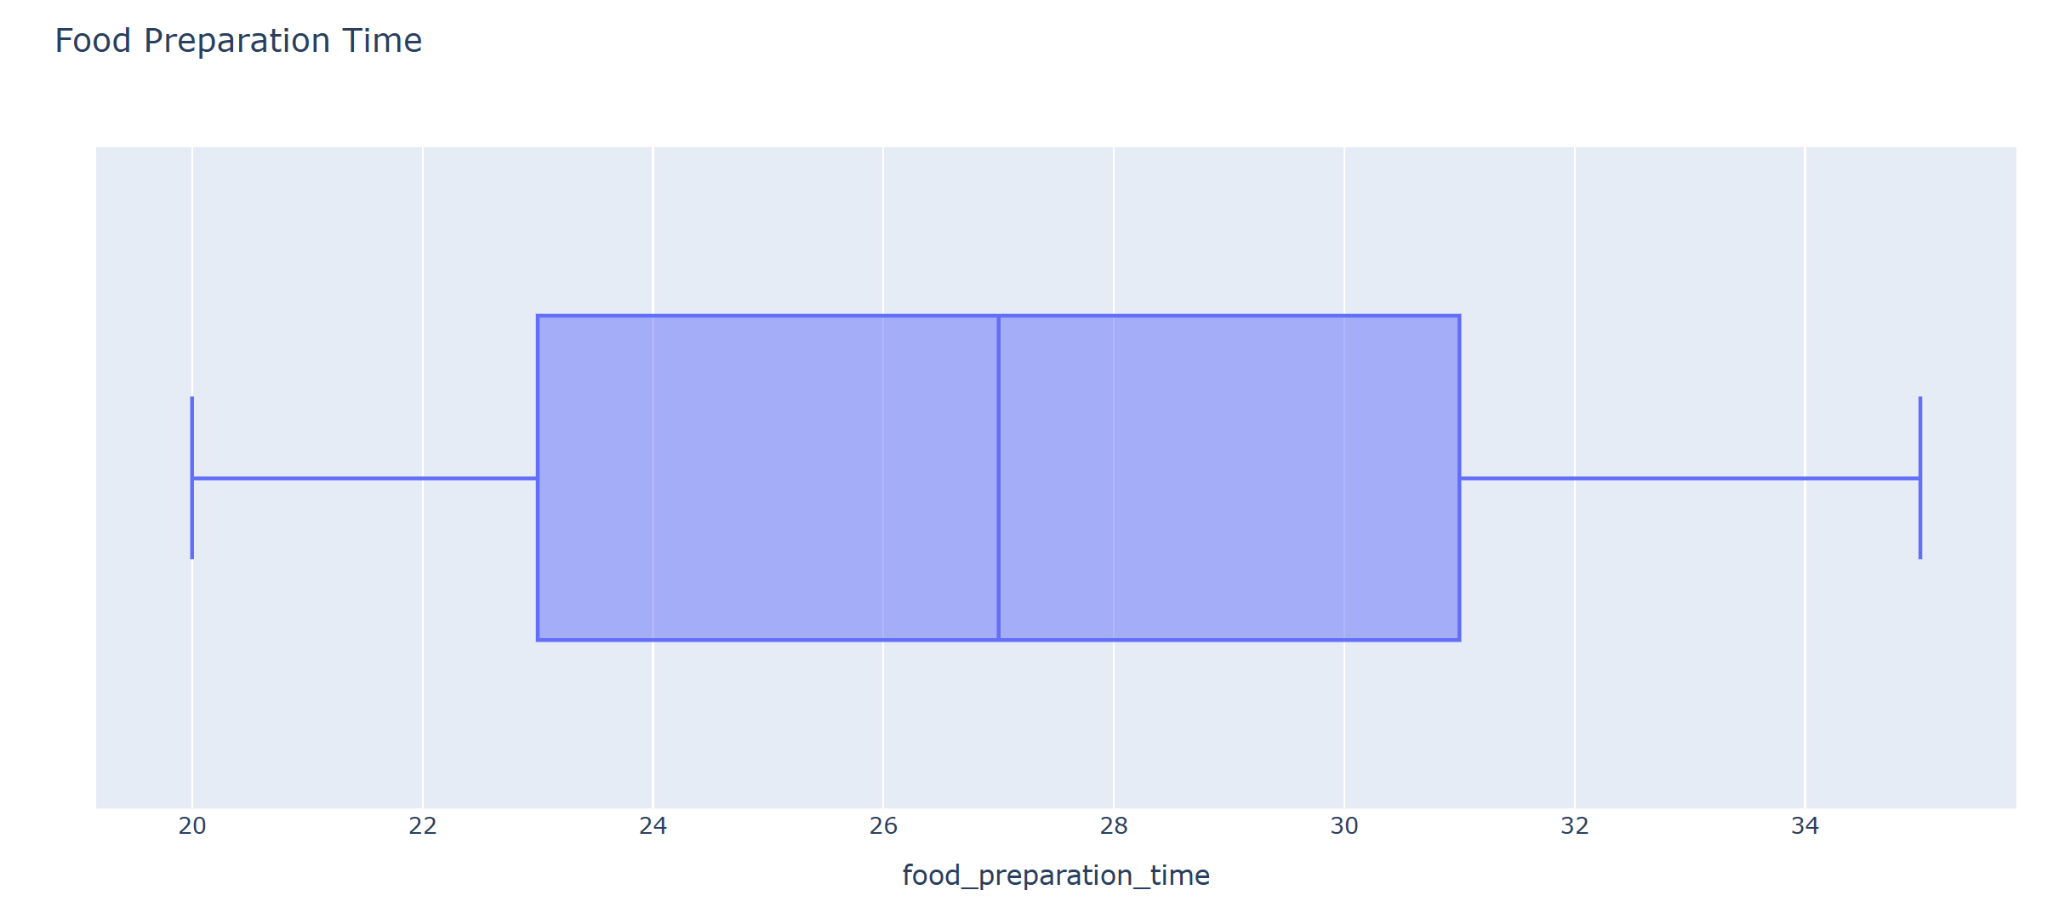 Food Preparation Time
20 22 24 26 28 30 32 34
food_preparation_time